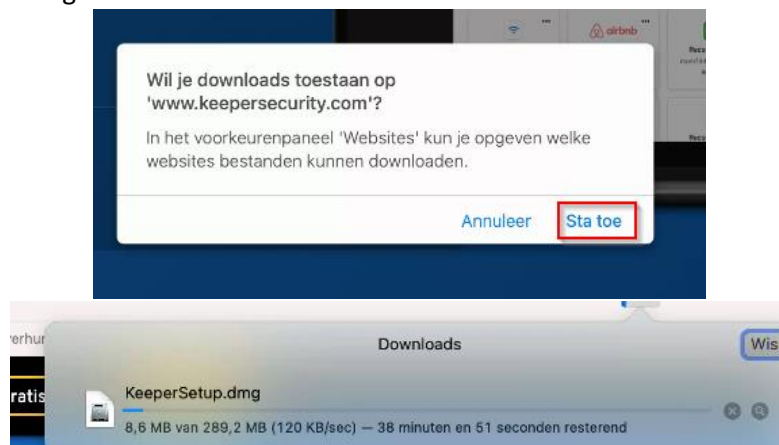 airbnb
Wil je downloads toestaan op
'www.keepersecurity.com'?
In het voorkeurenpaneel 'Websites' kun je opgeven welke
websites bestanden kunnen downloaden.
Annuleer Sta toe
Downloads
Wis
ratis
KeeperSetup.dmg
8,6 MB van 289,2 MB (120 KB/sec) — 38 minuten en 51 seconden resterend